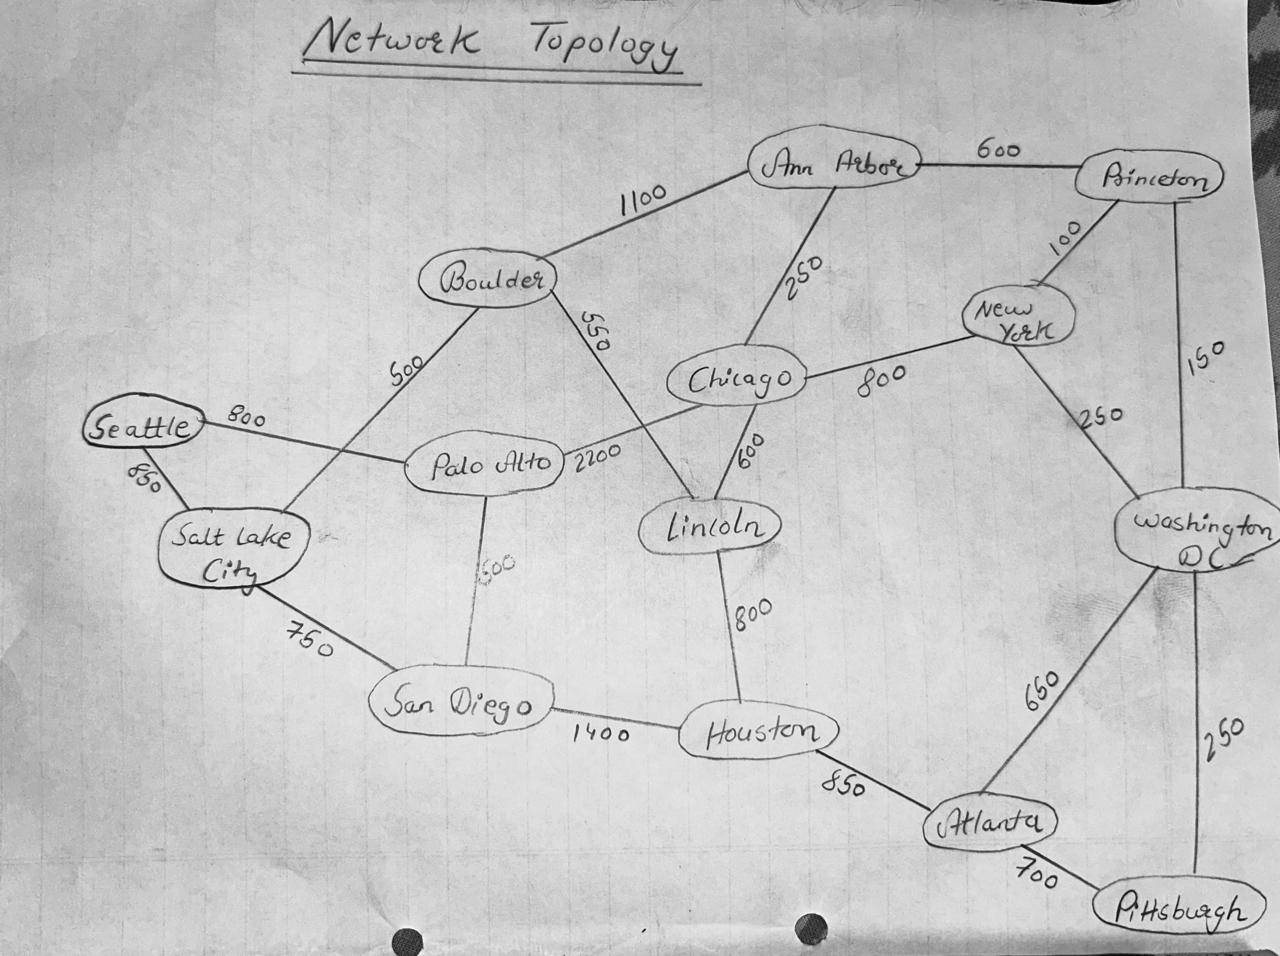 Network Topology
Ann Arbor
600
Princeton
1100
100
Boulder
250
New
York
550
Chicago
800
150
500
Seattle
800
250
Palo Alto
2200
600
850
Lincoln
Washington
DC
Salt Lake
City
500
800
750
650
San Diego
1400
Houston
250
850
Atlanta
700
Pittsburgh